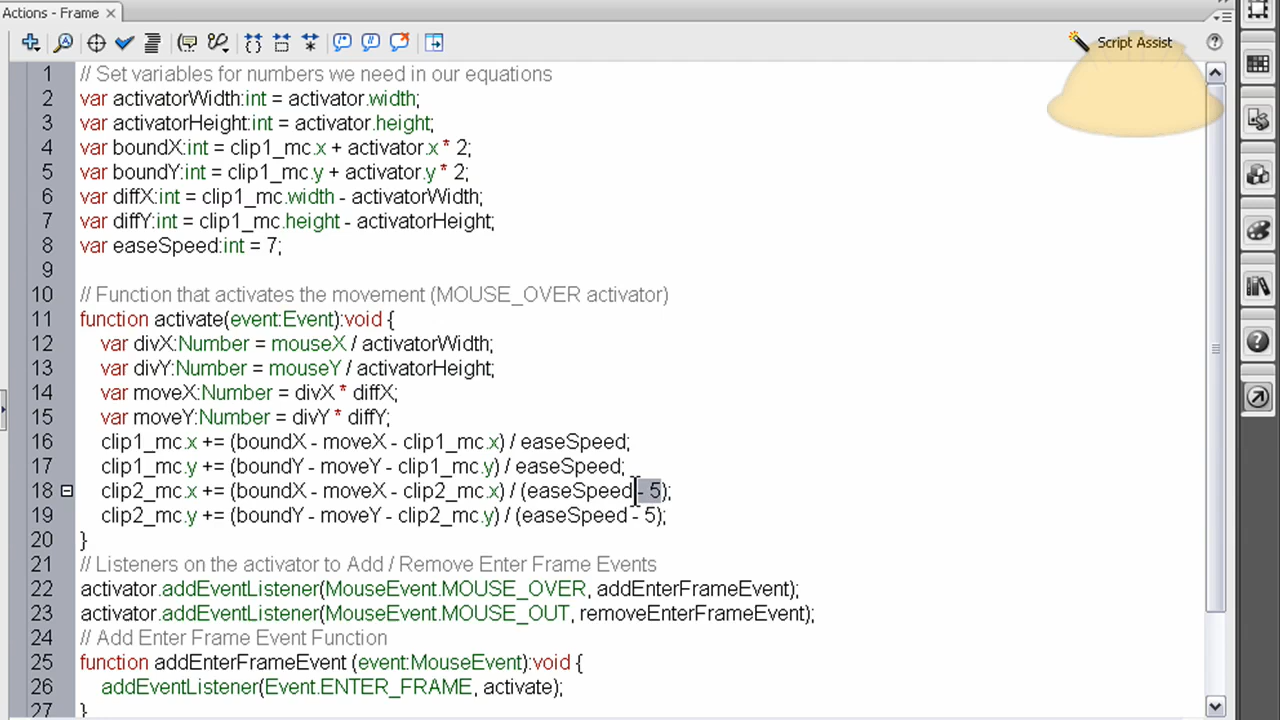 Actions - Frame
Script Assist
1 // Set variables for numbers we need in our equations
2 var activatorWidth:int = activator.width;
3 var activatorHeight:int = activator.height;
4 var boundX:int = clip1_mc.x + activator.x * 2;
5 var boundY:int = clip1_mc.y + activator.y * 2;
6 var diffX:int = clip1_mc.width - activatorWidth;
7 var diffY:int = clip1_mc.height - activatorHeight;
8 var easeSpeed:int = 7;
9
10 // Function that activates the movement (MOUSE_OVER activator)
11 function activate(event:Event):void {
12 var divX:Number = mouseX / activatorWidth;
13 var divY:Number = mouseY / activatorHeight;
14 var moveX:Number = divX * diffX;
15 var moveY:Number = divY * diffY;
16 clip1_mc.x += (boundX - moveX - clip1_mc.x) / easeSpeed;
17 clip1_mc.y += (boundY - moveY - clip1_mc.y) / easeSpeed;
18 clip2_mc.x += (boundX - moveX - clip2_mc.x) / (easeSpeed - 5);
19 clip2_mc.y += (boundY - moveY - clip2_mc.y) / (easeSpeed - 5);
20 }
21 // Listeners on the activator to Add / Remove Enter Frame Events
22 activator.addEventListener(MouseEvent.MOUSE_OVER, addEnterFrameEvent);
23 activator.addEventListener(MouseEvent.MOUSE_OUT, removeEnterFrameEvent);
24 // Add Enter Frame Event Function
25 function addEnterFrameEvent (event:MouseEvent):void {
26 addEventListener(Event.ENTER_FRAME, activate);
27 }